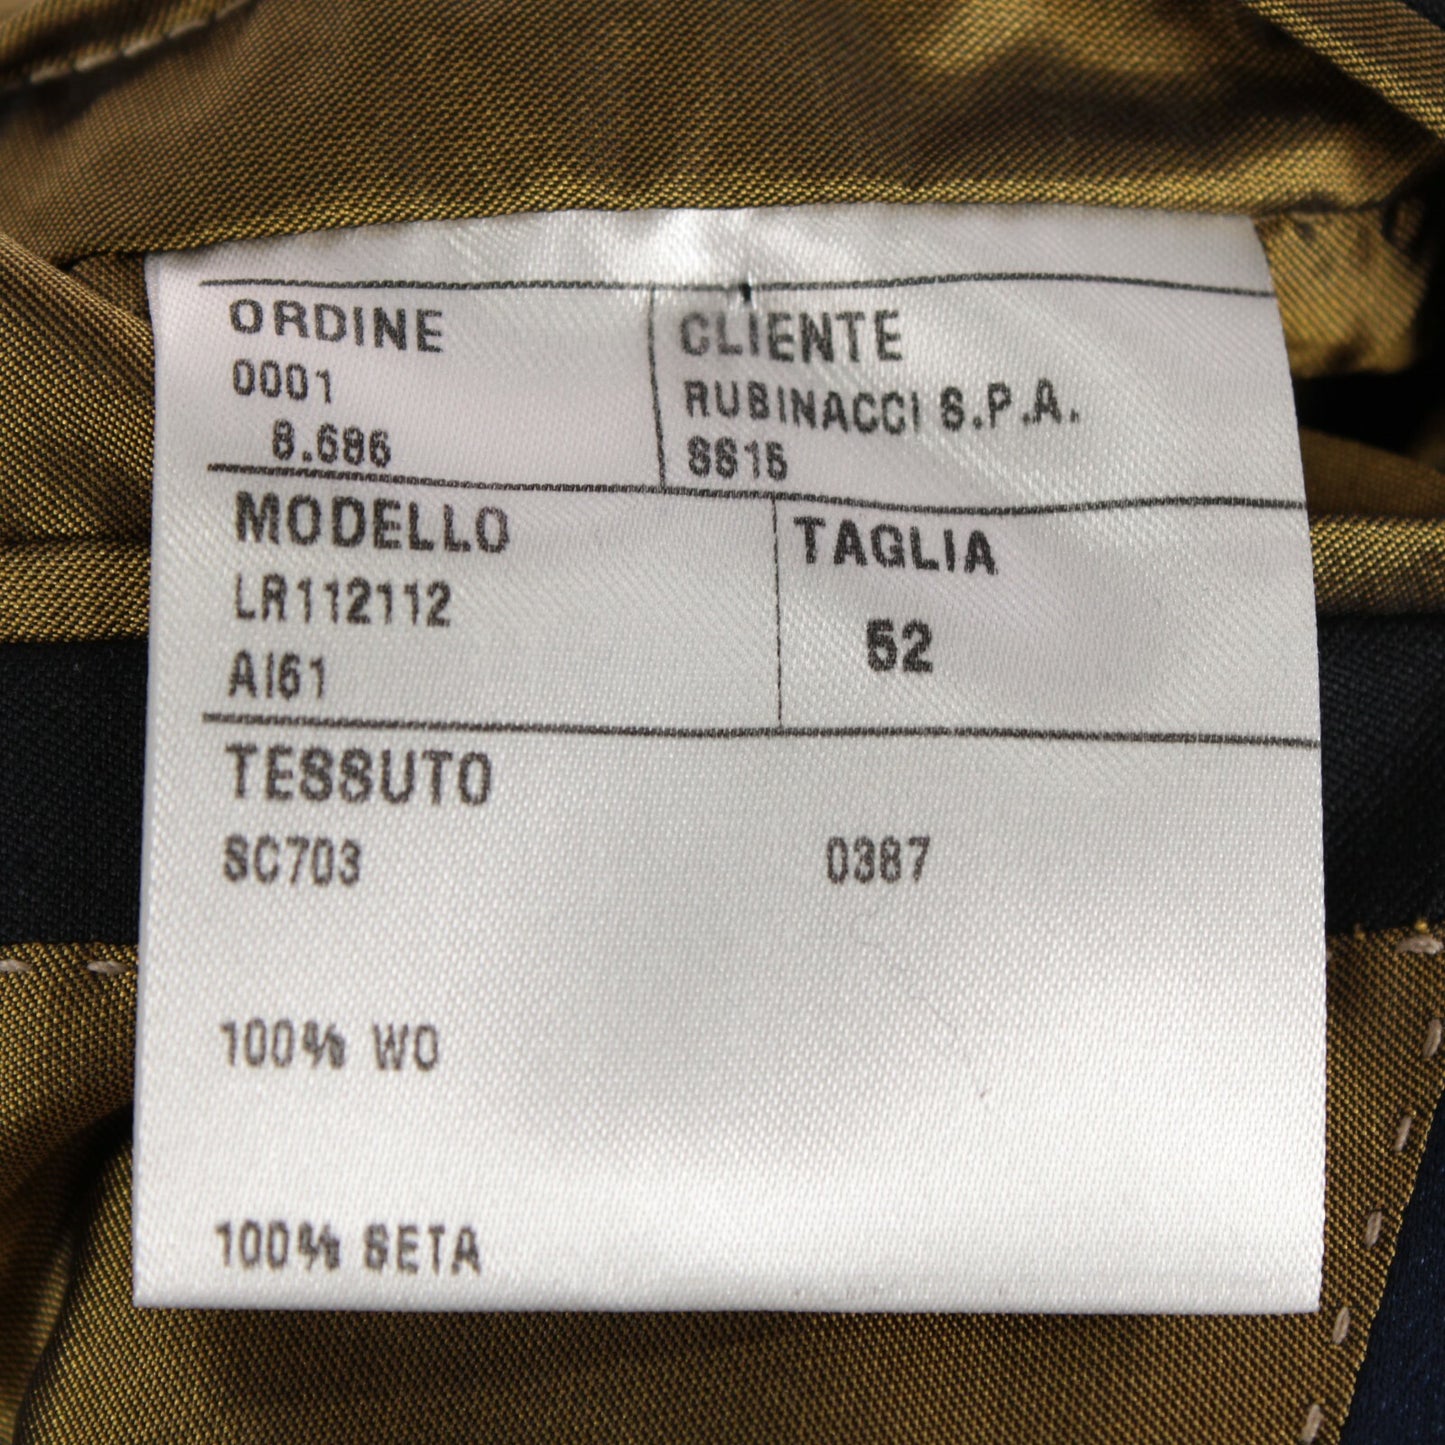 ORDINE
0001
8.686
CLIENTE
RUBINACCI S.P.A.
SS15
MODELLO
LR112112
AI61
TAGLIA
52
TESSUTO
SC703 0387
100% WO
100% SETA